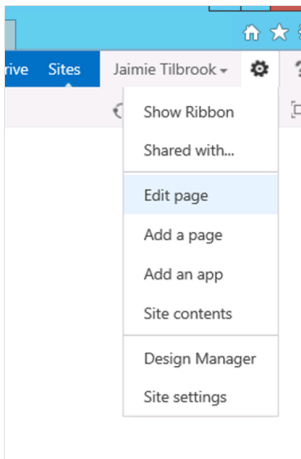 rive Sites Jaimie Tilbrook ?
Show Ribbon
Shared with...
Edit page
Add a page
Add an app
Site contents
Design Manager
Site settings